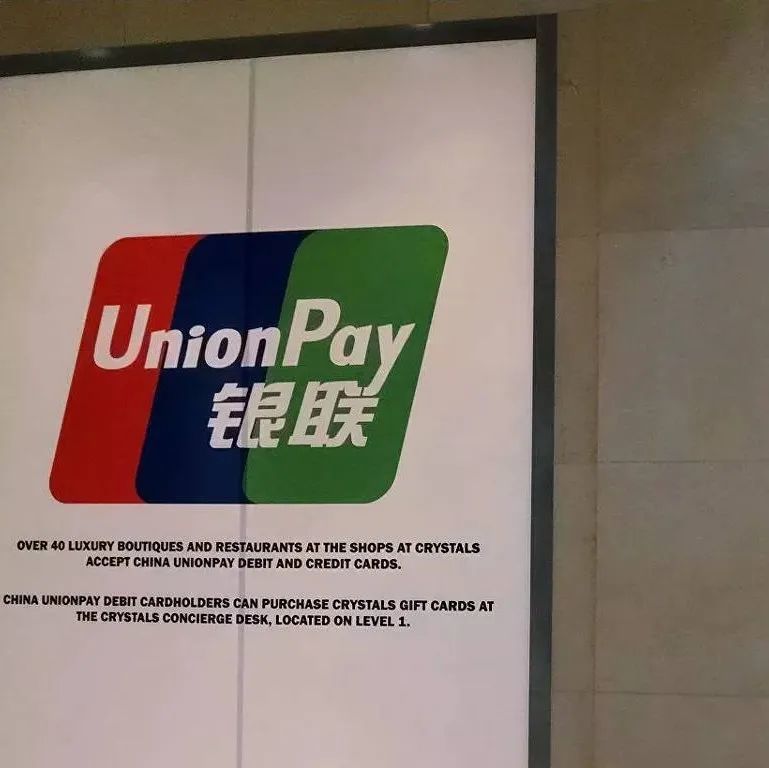 UnionPay
银联
OVER 40 LUXURY BOUTIQUES AND RESTAURANTS AT THE SHOPS AT CRYSTALS
ACCEPT CHINA UNIONPAY DEBIT AND CREDIT CARDS.
CHINA UNIONPAY DEBIT CARDHOLDERS CAN PURCHASE CRYSTALS GIFT CARDS AT
THE CRYSTALS CONCIERGE DESK, LOCATED ON LEVEL 1.